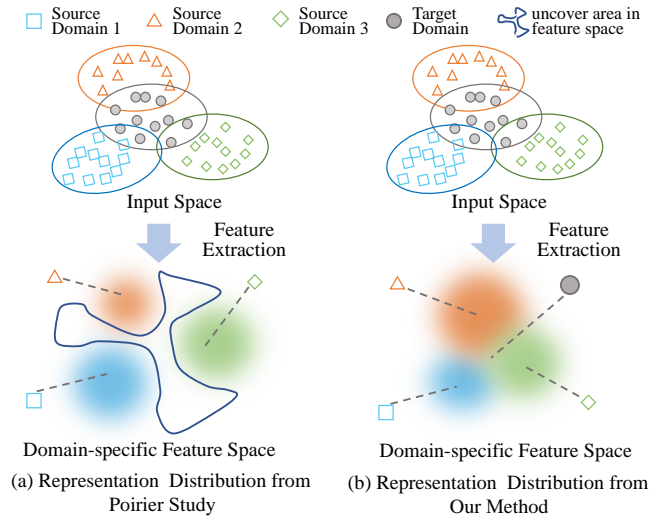 Source Domain 1
Source Domain 2
Source Domain 3
Target Domain
uncover area in feature space
Input Space
Input Space
Feature Extraction
Feature Extraction
Domain-specific Feature Space
Domain-specific Feature Space
(a) Representation Distribution from
Poirier Study
(b) Representation Distribution from
Our Method